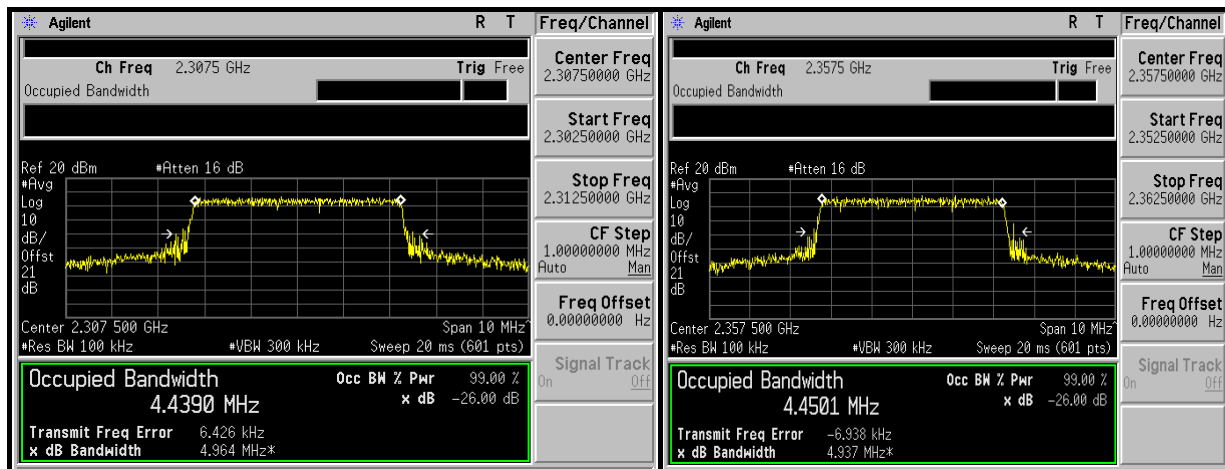 Agilent R T
Freq/Channel
Ch Freq 2.3075 GHz Trig Free
Occupied Bandwidth
Center Freq
2.30750000 GHz
Start Freq
2.30250000 GHz
Stop Freq
2.31250000 GHz
CF Step
1.00000000 MHz
Auto Man
Freq Offset
0.00000000 Hz
Signal Track
On Off
Ref 20 dBm #Atten 16 dB
#Avg
Log
10
dB/
Offst
21
dB
Center 2.307 500 GHz Span 10 MHz^
#Res BW 100 kHz #VBW 300 kHz Sweep 20 ms (601 pts)
Occupied Bandwidth Occ BW % Pwr 99.00 %
4.4390 MHz x dB -26.00 dB
Transmit Freq Error 6.426 kHz
x dB Bandwidth 4.964 MHz*
Agilent R T
Freq/Channel
Ch Freq 2.3575 GHz Trig Free
Occupied Bandwidth
Center Freq
2.35750000 GHz
Start Freq
2.35250000 GHz
Stop Freq
2.36250000 GHz
CF Step
1.00000000 MHz
Auto Man
Freq Offset
0.00000000 Hz
Signal Track
On Off
Ref 20 dBm #Atten 16 dB
#Avg
Log
10
dB/
Offst
21
dB
Center 2.357 500 GHz Span 10 MHz^
#Res BW 100 kHz #VBW 300 kHz Sweep 20 ms (601 pts)
Occupied Bandwidth Occ BW % Pwr 99.00 %
4.4501 MHz x dB -26.00 dB
Transmit Freq Error -6.938 kHz
x dB Bandwidth 4.937 MHz*